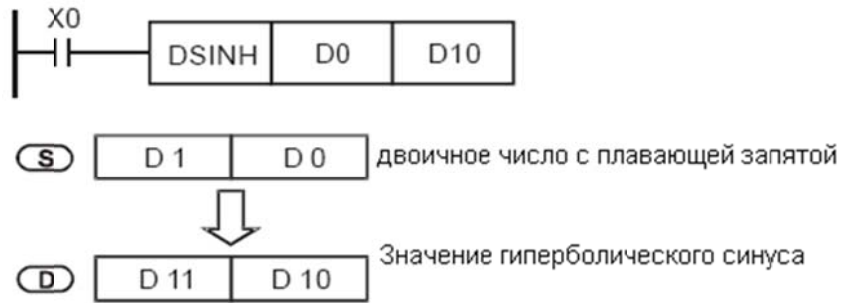 X0
DSINH D0 D10
S D 1 D 0 двоичное число с плавающей запятой
Значение гиперболического синуса
D D 11 D 10